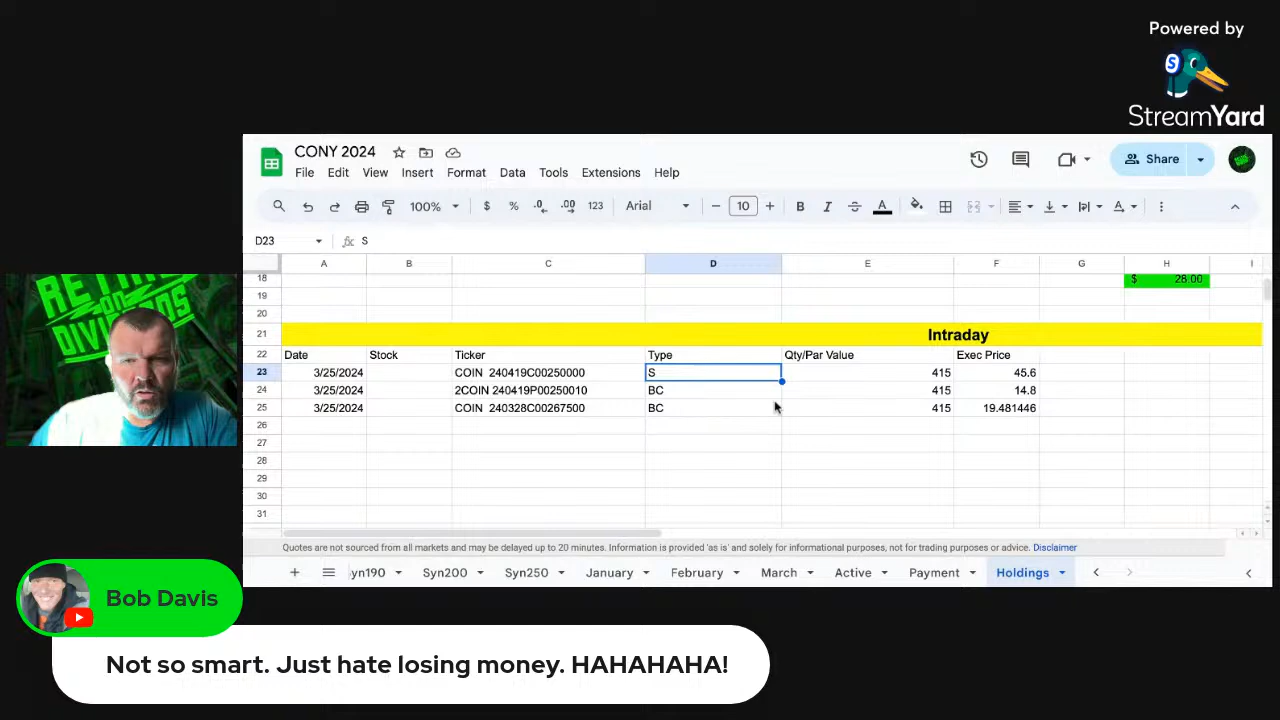 Powered by
StreamYard
RETIRE
ON
DIVIDENDS
CONY 2024
File Edit View Insert Format Data Tools Extensions Help
Share
100% $ % .0 .00 123 Arial 10 B I S A
D23 fx S
A B C D E F G H I
18 $ 28.00
19
20
21 Intraday
22 Date Stock Ticker Type Qty/Par Value Exec Price
23 3/25/2024 COIN 240419C00250000 S 415 45.6
24 3/25/2024 2COIN 240419P00250010 BC 415 14.8
25 3/25/2024 COIN 240328C00267500 BC 415 19.481446
26
27
28
29
30
31
Quotes are not sourced from all markets and may be delayed up to 20 minutes. Information is provided 'as is' and solely for informational purposes, not for trading purposes or advice. Disclaimer
yn190 Syn200 Syn250 January February March Active Payment Holdings
Bob Davis
Not so smart. Just hate losing money. HAHAHAHA!